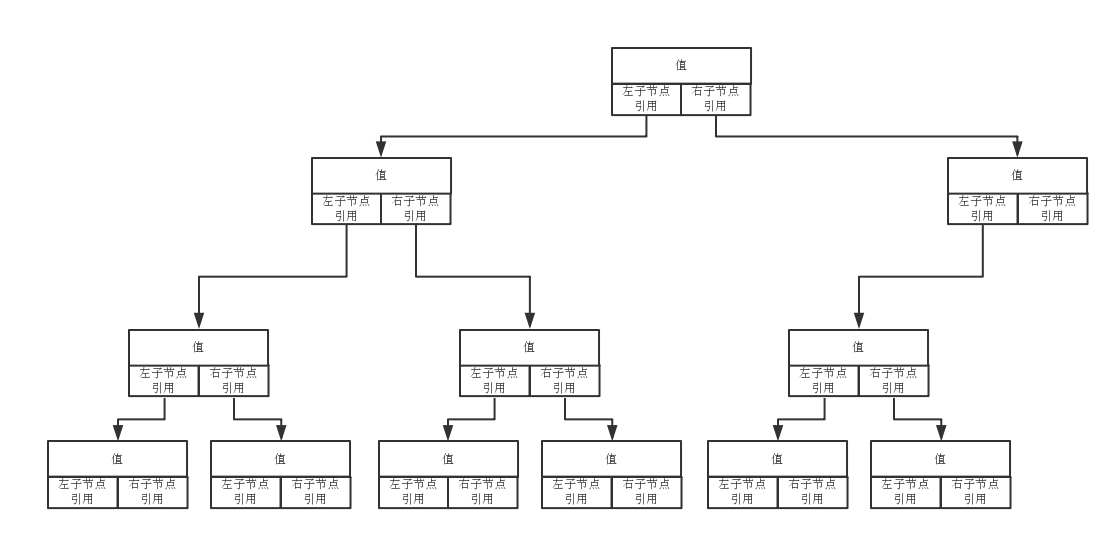 值
左子节点 右子节点
引用 引用
值 值
左子节点 右子节点 左子节点 右子节点
引用 引用 引用 引用
值 值 值
左子节点 右子节点 左子节点 右子节点 左子节点 右子节点
引用 引用 引用 引用 引用 引用
值 值 值 值 值 值
左子节点 右子节点 左子节点 右子节点 左子节点 右子节点 左子节点 右子节点 左子节点 右子节点 左子节点 右子节点
引用 引用 引用 引用 引用 引用 引用 引用 引用 引用 引用 引用